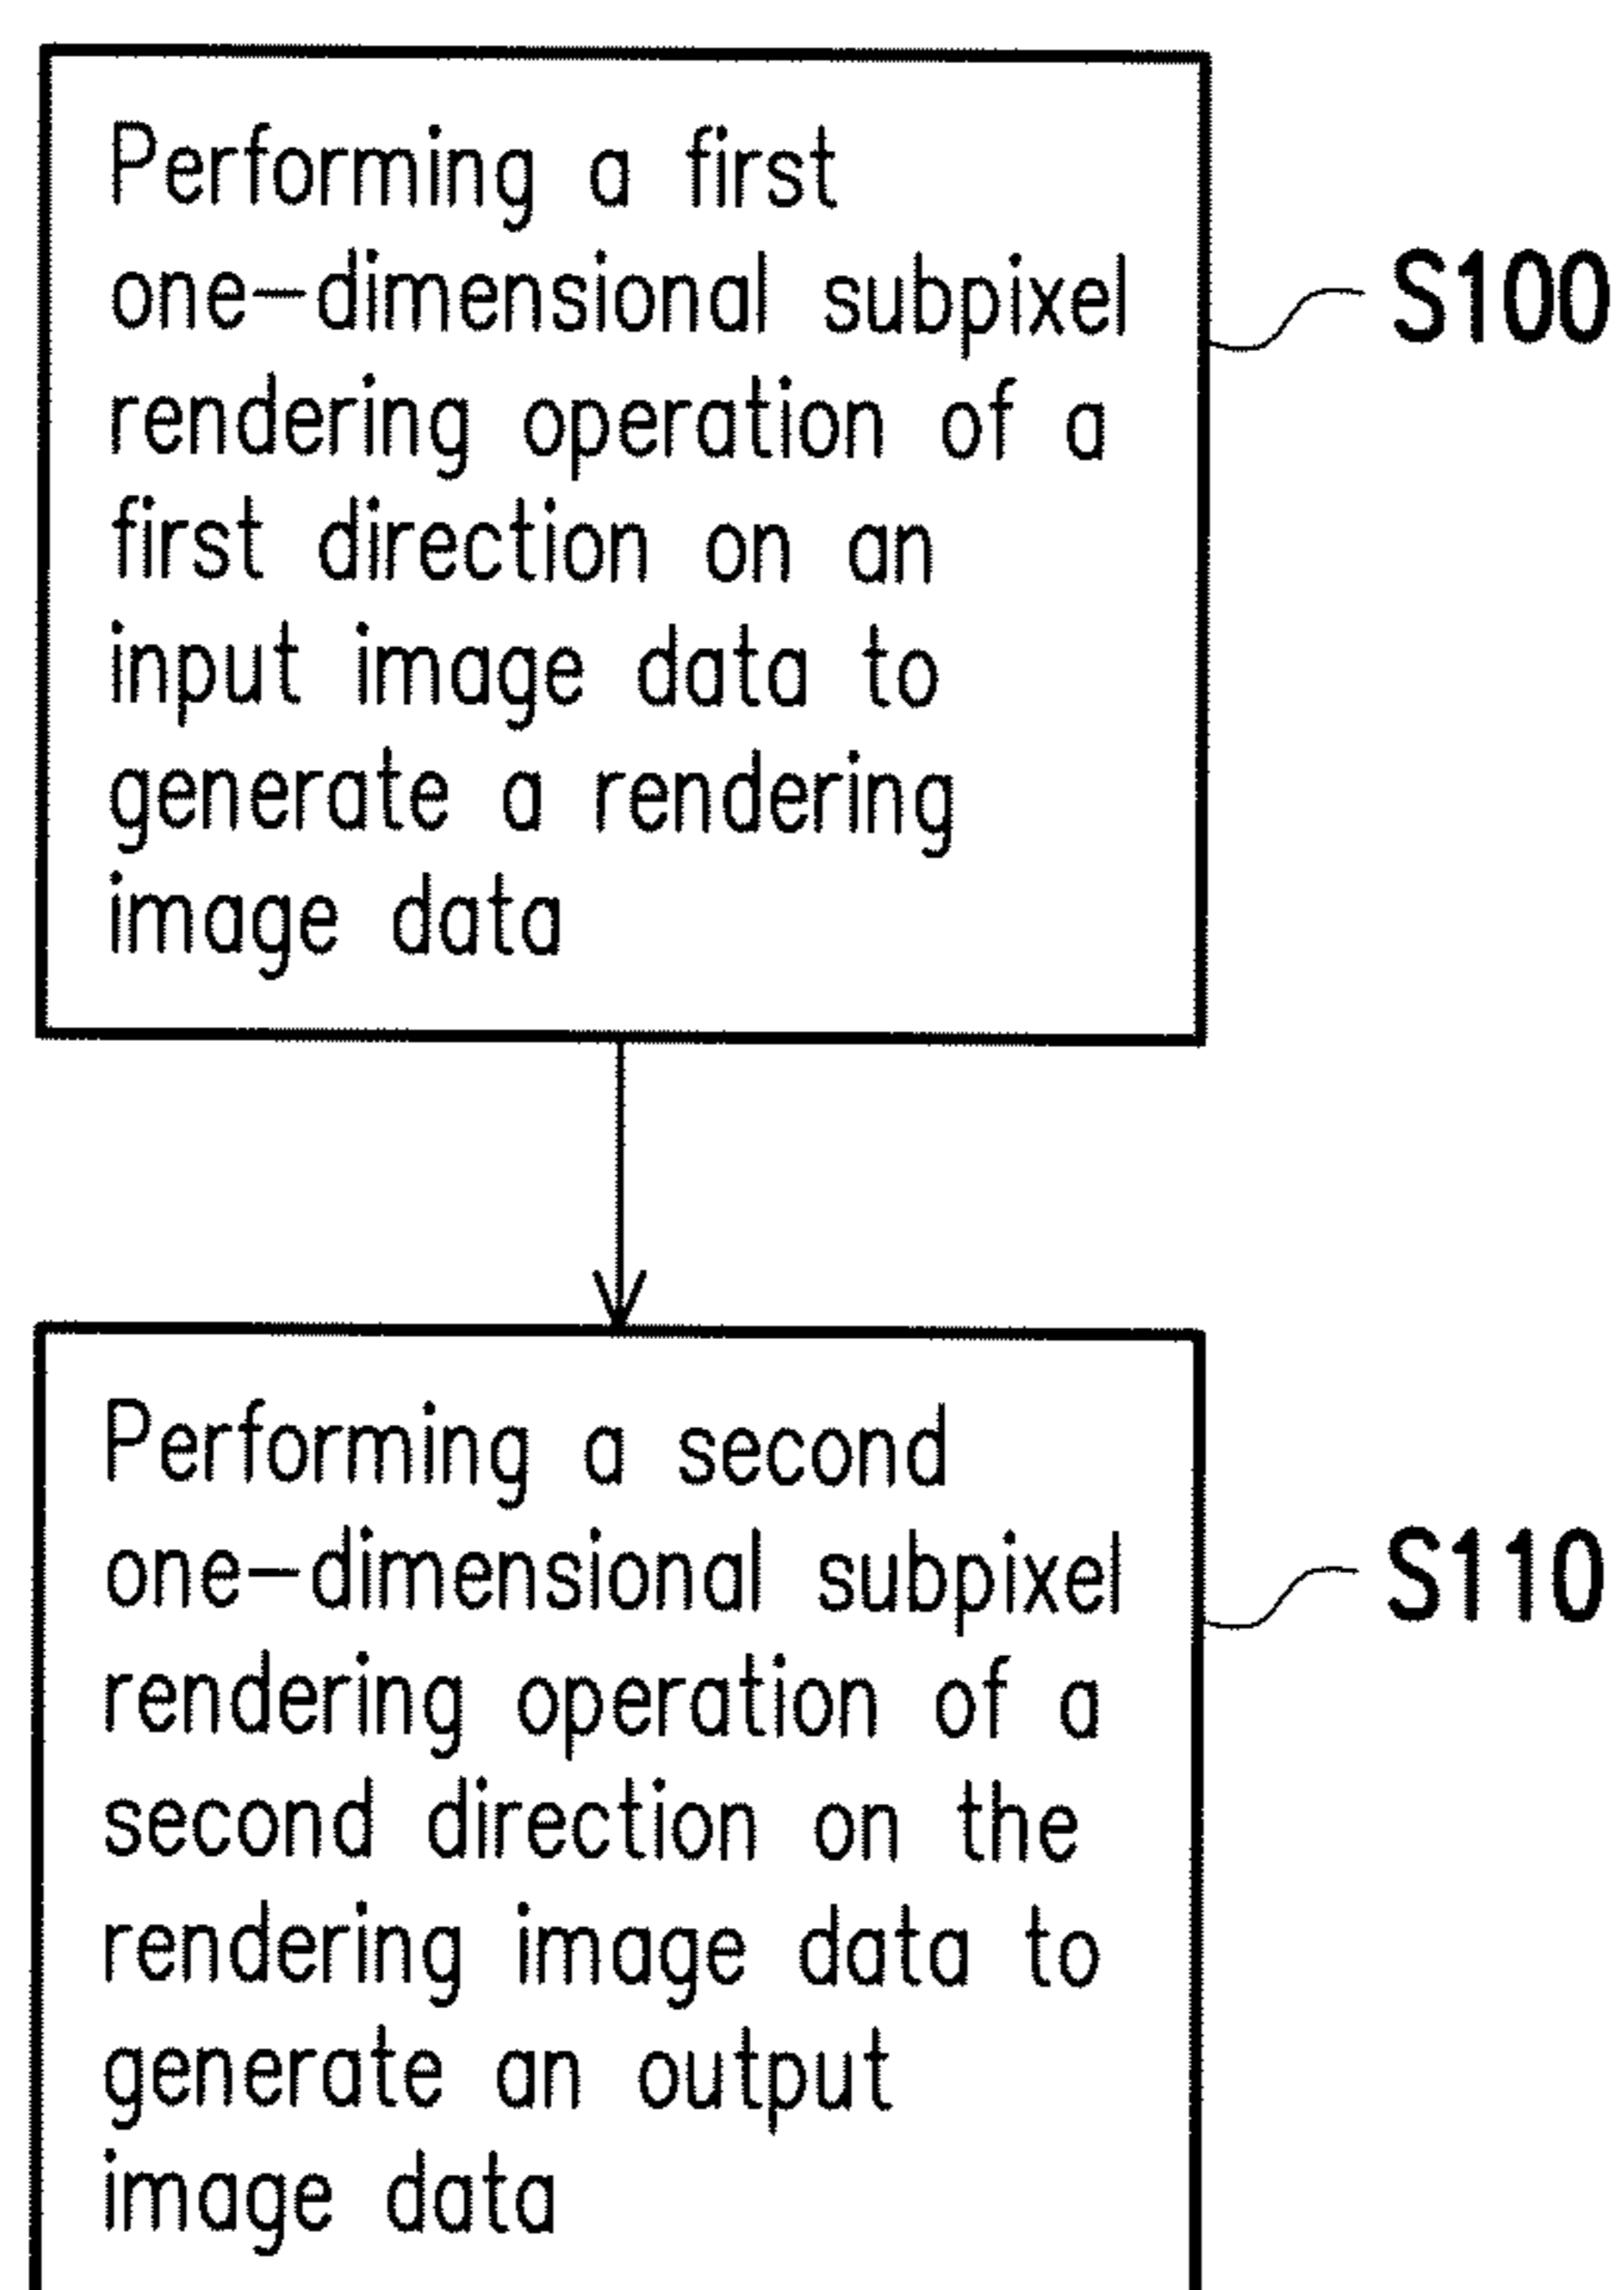 Performing a first
one-dimensional subpixel
rendering operation of a
first direction on an
input image data to
generate a rendering
image data
S100
Performing a second
one-dimensional subpixel
rendering operation of a
second direction on the
rendering image data to
generate an output
image data
S110